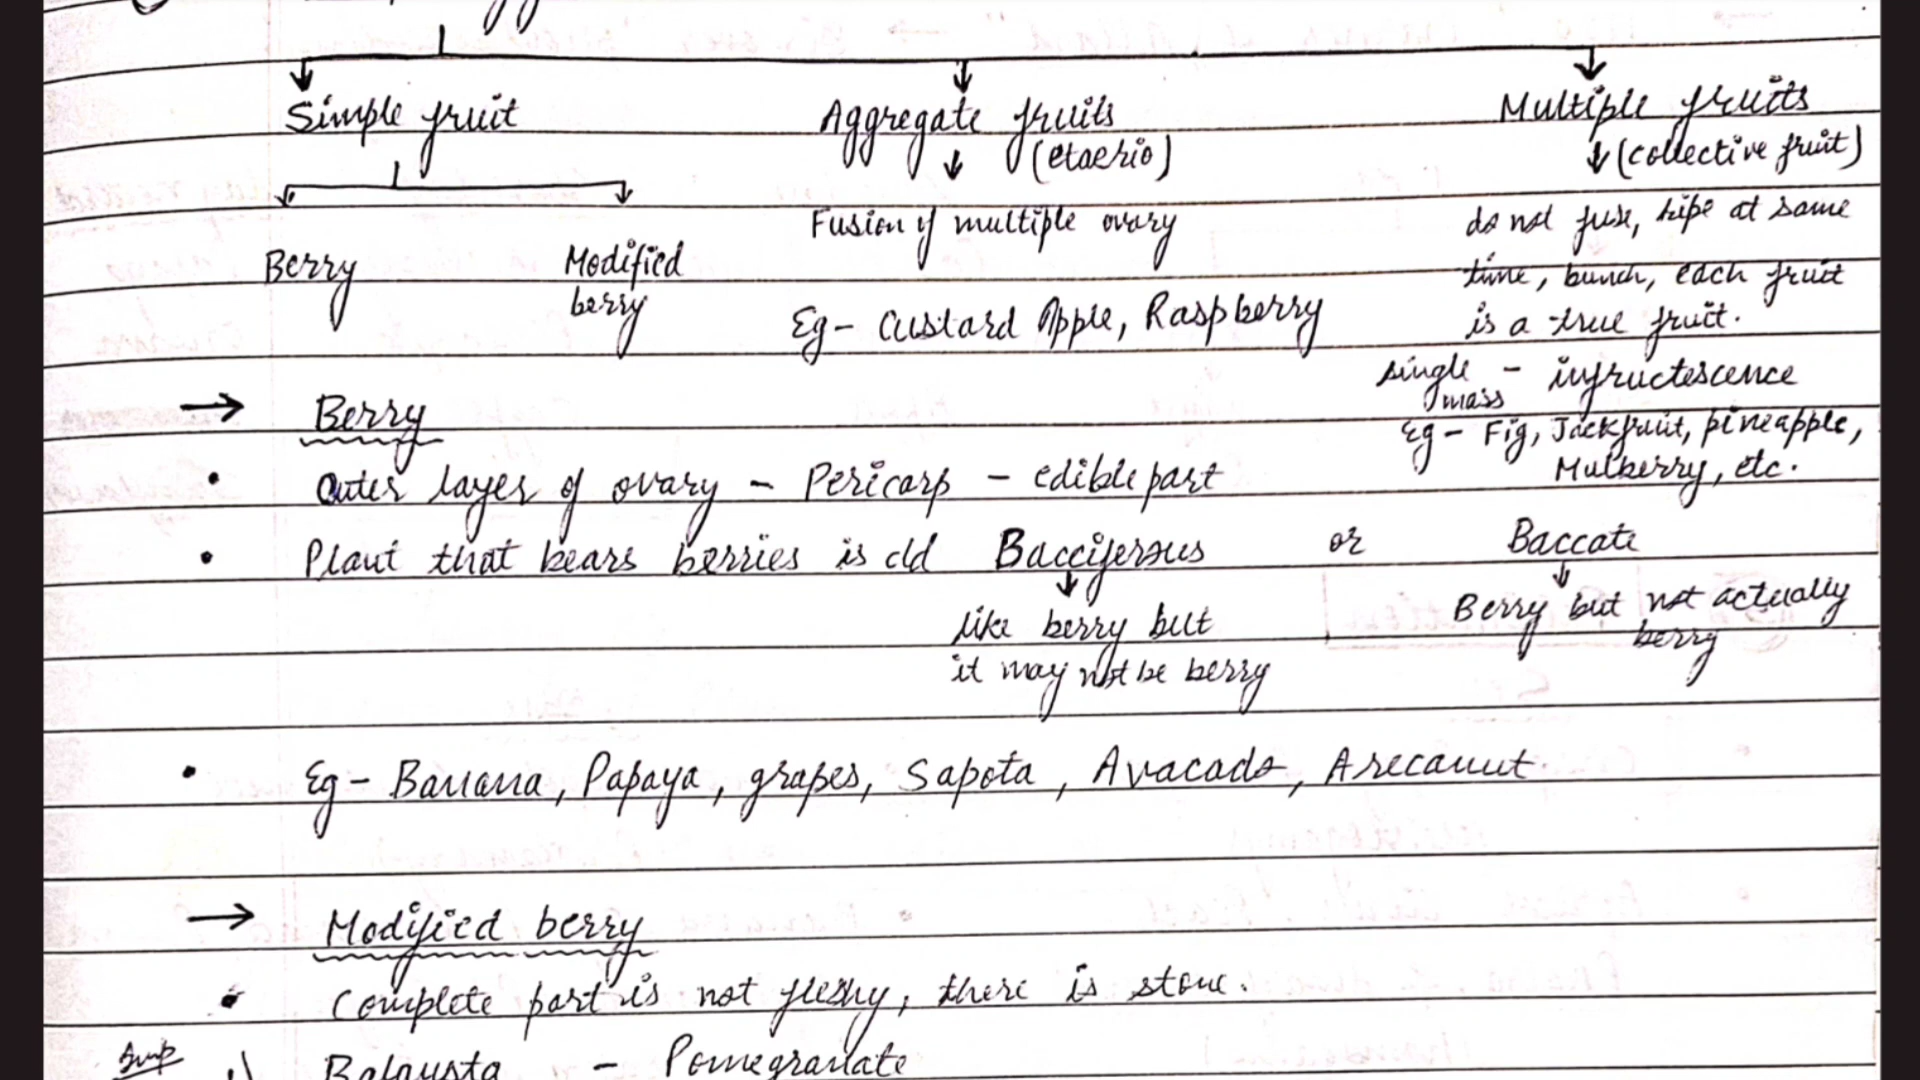 Simple fruit Aggregate fruits Multiple fruits
(etaerio) (collective fruit)
Berry Modified berry
Fusion of multiple ovary
Eg - Custard Apple, Raspberry
do not fuse, ripe at same
time, bunch, each fruit
is a true fruit.
single mass - infructescence
Eg - Fig, Jackfruit, pineapple,
Mulberry, etc.
→ Berry
• Outer layer of ovary - Pericarp - edible part
• Plant that bears berries is cld Bacciferous or Baccate
like berry but
it may not be berry
Berry but not actually
berry
• Eg - Banana, Papaya, grapes, Sapota, Avacado, Arecanut.
→ Modified berry
• Complete part is not fleshy, there is stone.
Imp i) Balausta - Pomegranate